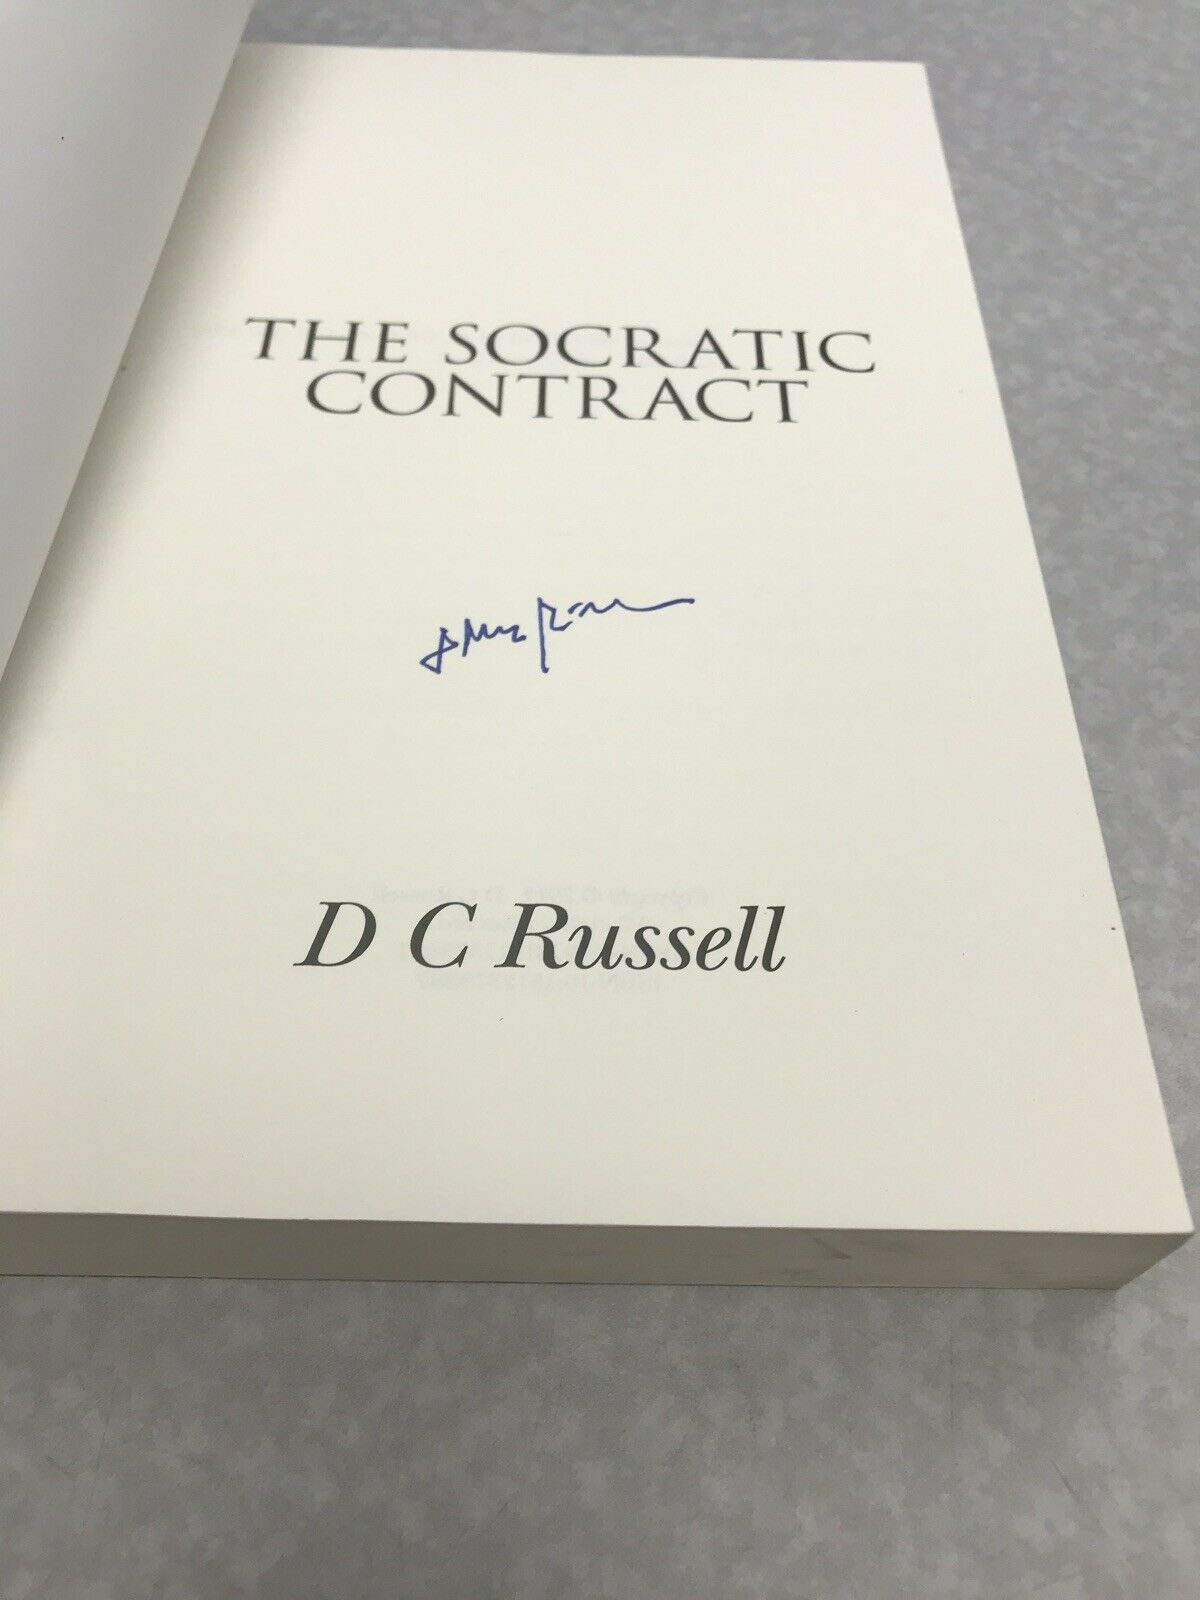 THE SOCRATIC
CONTRACT
D C Russell